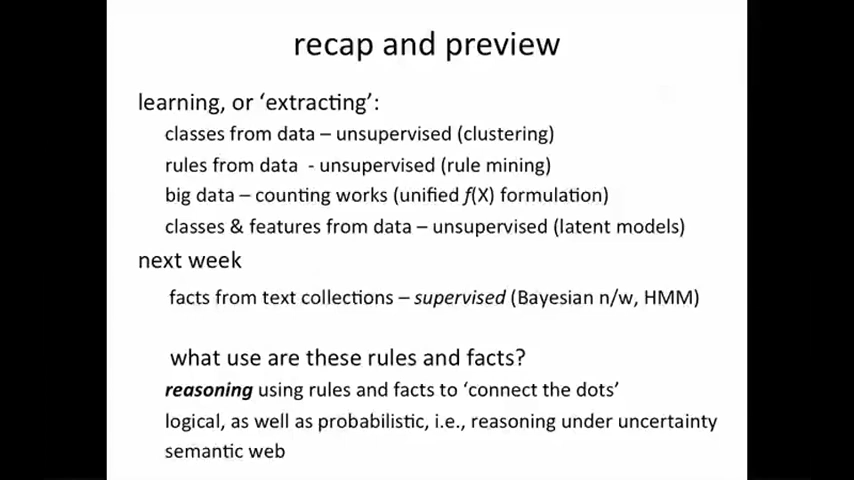 recap and preview
learning, or ‘extracting’:
classes from data – unsupervised (clustering)
rules from data - unsupervised (rule mining)
big data – counting works (unified f(X) formulation)
classes & features from data – unsupervised (latent models)
next week
facts from text collections – supervised (Bayesian n/w, HMM)
what use are these rules and facts?
reasoning using rules and facts to ‘connect the dots’
logical, as well as probabilistic, i.e., reasoning under uncertainty
semantic web